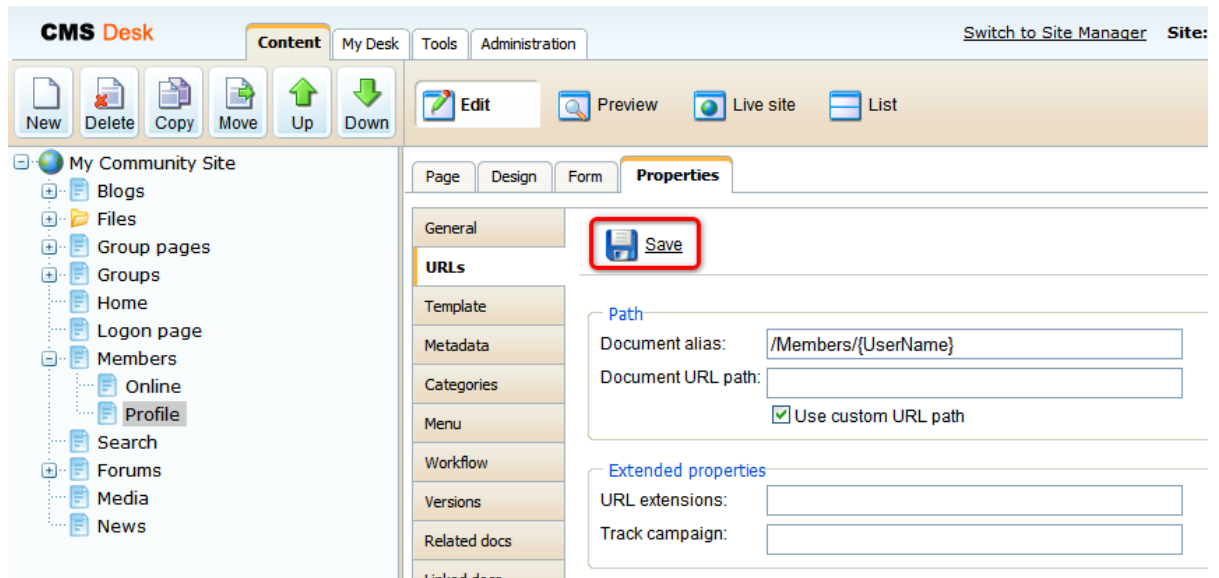 CMS Desk
Content
My Desk
Tools
Administration
Switch to Site Manager
Site:
New
Delete
Copy
Move
Up
Down
Edit
Preview
Live site
List
My Community Site
Blogs
Files
Group pages
Groups
Home
Logon page
Members
Online
Profile
Search
Forums
Media
News
Page
Design
Form
Properties
General
URLs
Template
Metadata
Categories
Menu
Workflow
Versions
Related docs
Linked docs
Save
Path
Document alias: /Members/{UserName}
Document URL path:
Use custom URL path
Extended properties
URL extensions:
Track campaign: